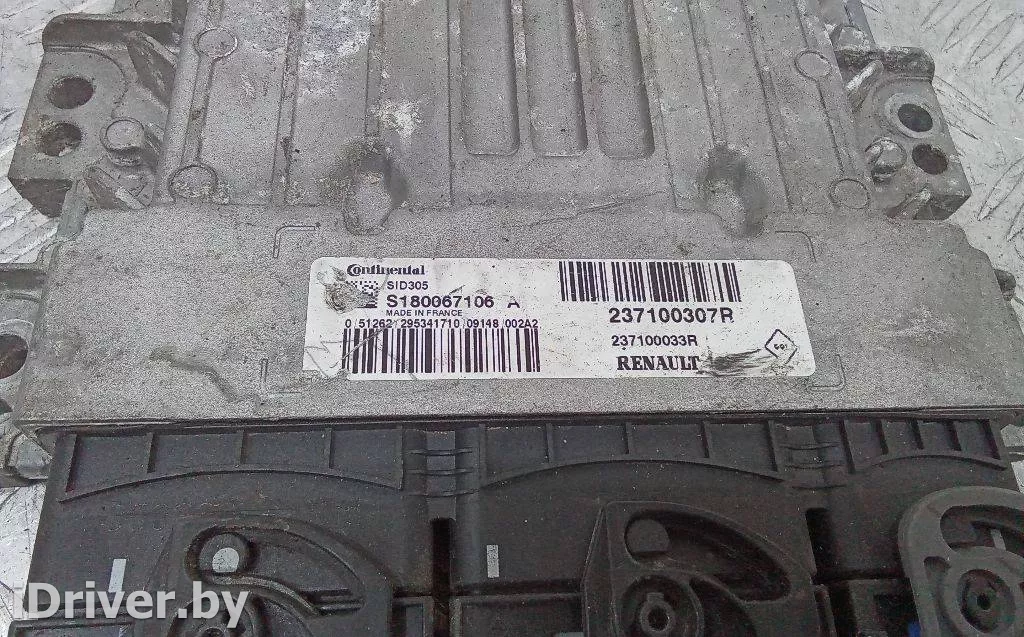 Continental
SID305
S180067106 A
MADE IN FRANCE
0 51262 295341710 09148 002A2
237100307R
237100033R
RENAULT
iDriver.by